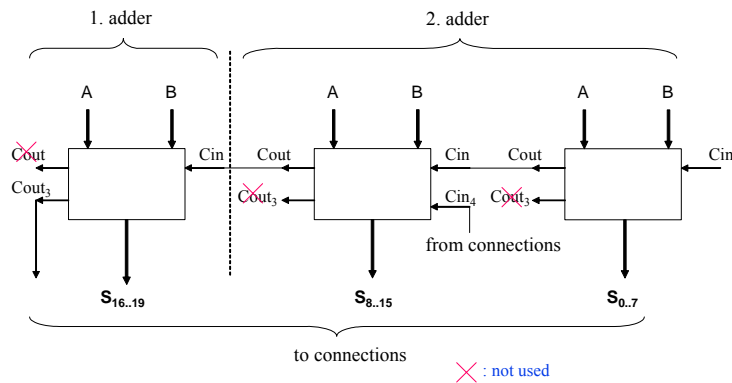 1. adder
2. adder
A B A B A B
Cout Cin Cout Cin Cout Cin
Cout₃ Cout₃ Cin₄ Cout₃
from connections
S₁₆..₁₉ S₈..₁₅ S₀..₇
to connections
: not used